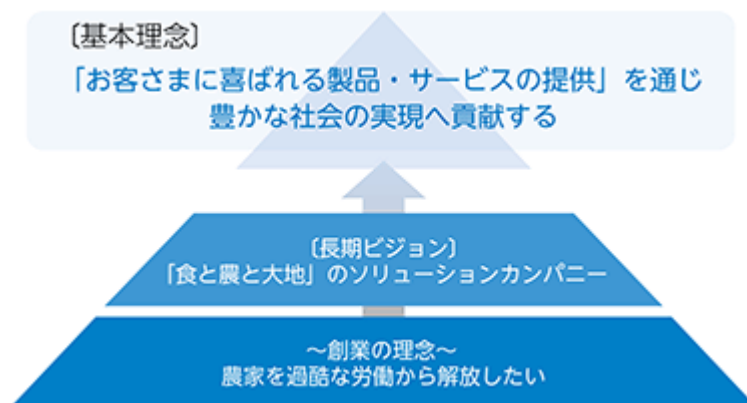 〔基本理念〕
「お客さまに喜ばれる製品・サービスの提供」を通じ
豊かな社会の実現へ貢献する
〔長期ビジョン〕
「食と農と大地」のソリューションカンパニー
～創業の理念～
農家を過酷な労働から解放したい